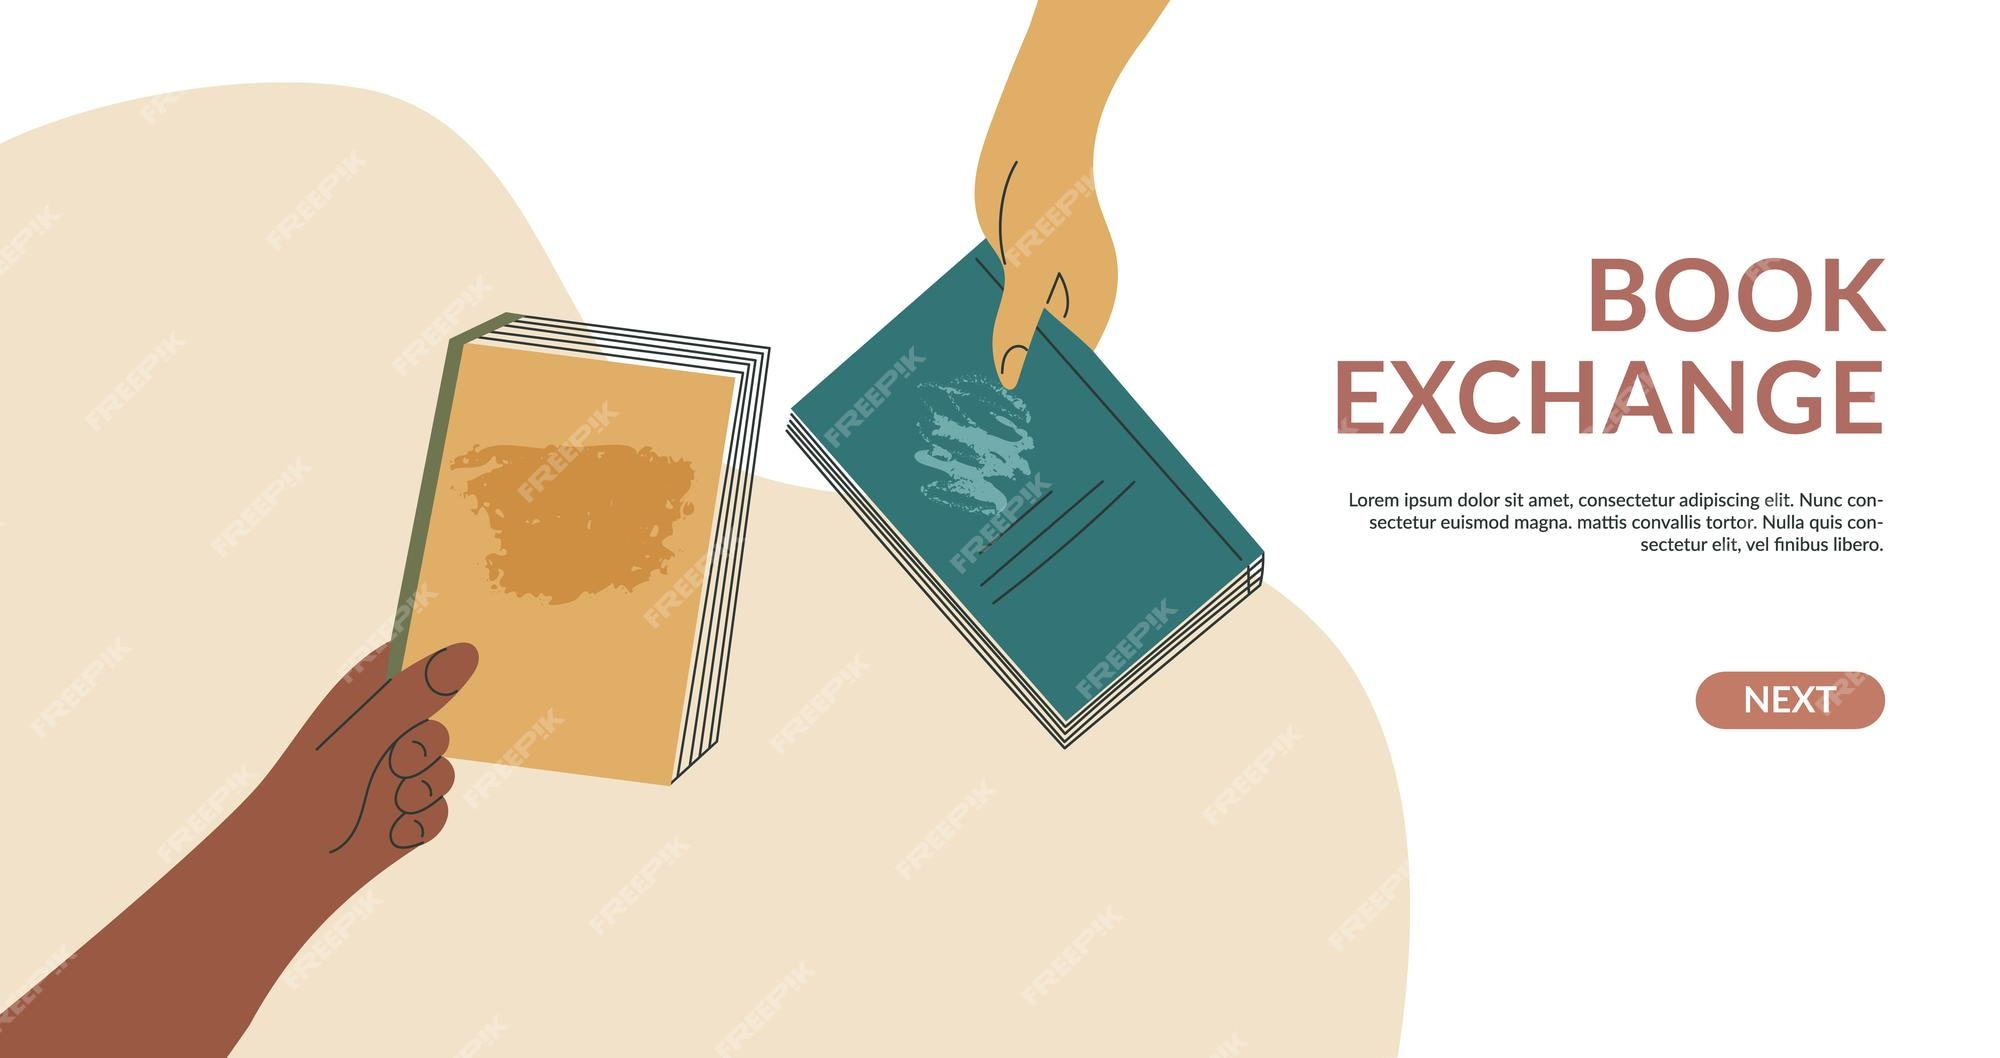 BOOK
EXCHANGE
Lorem ipsum dolor sit amet, consectetur adipiscing elit. Nunc con-
sectetur euismod magna. mattis convallis tortor. Nulla quis con-
sectetur elit, vel finibus libero.
NEXT
FREEPIK